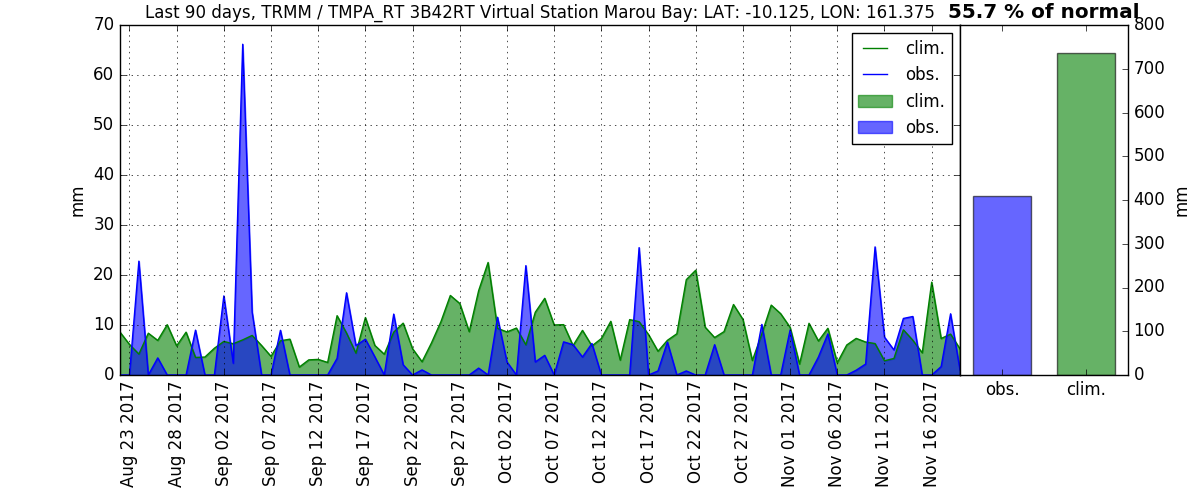 Last 90 days, TRMM / TMPA_RT 3B42RT Virtual Station Marou Bay: LAT: -10.125, LON: 161.375
55.7 % of normal
mm
70
60
50
40
30
20
10
0
clim.
obs.
clim.
obs.
800
700
600
500
400
300
200
100
0
mm
Aug 23 2017
Aug 28 2017
Sep 02 2017
Sep 07 2017
Sep 12 2017
Sep 17 2017
Sep 22 2017
Sep 27 2017
Oct 02 2017
Oct 07 2017
Oct 12 2017
Oct 17 2017
Oct 22 2017
Oct 27 2017
Nov 01 2017
Nov 06 2017
Nov 11 2017
Nov 16 2017
obs.
clim.